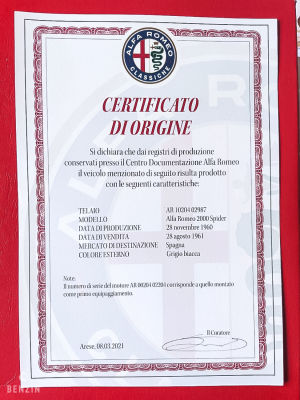 ALFA ROMEO
CLASSICHE
CERTIFICATO
DI ORIGINE
Si dichiara che dai registri di produzione
conservati presso il Centro Documentazione Alfa Romeo
il veicolo menzionato di seguito risulta prodotto
con le seguenti caratteristiche:
TELAIO AR 10204 02987
MODELLO Alfa Romeo 2000 Spider
DATA DI PRODUZIONE 28 novembre 1960
DATA DI VENDITA 28 agosto 1961
MERCATO DI DESTINAZIONE Spagna
COLORE ESTERNO Grigio biacca
Note:
Il numero di serie del motore AR 00204 02204 corrisponde a quello montato
come primo equipaggiamento.
Il Curatore
Arese, 08.03.2021
BENZIN